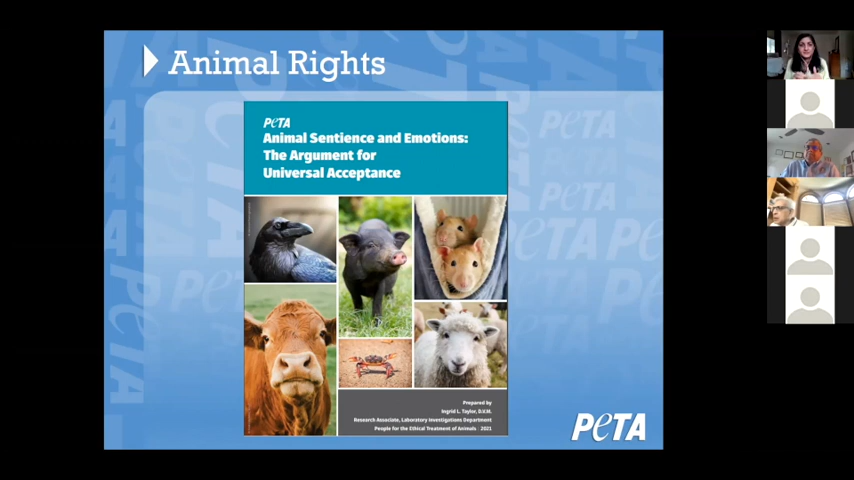 Animal Rights
PETA
Animal Sentience and Emotions:
The Argument for
Universal Acceptance
Prepared by
Ingrid L. Taylor, D.V.M.
Research Associate, Laboratory Investigations Department
People for the Ethical Treatment of Animals 2021
PETA